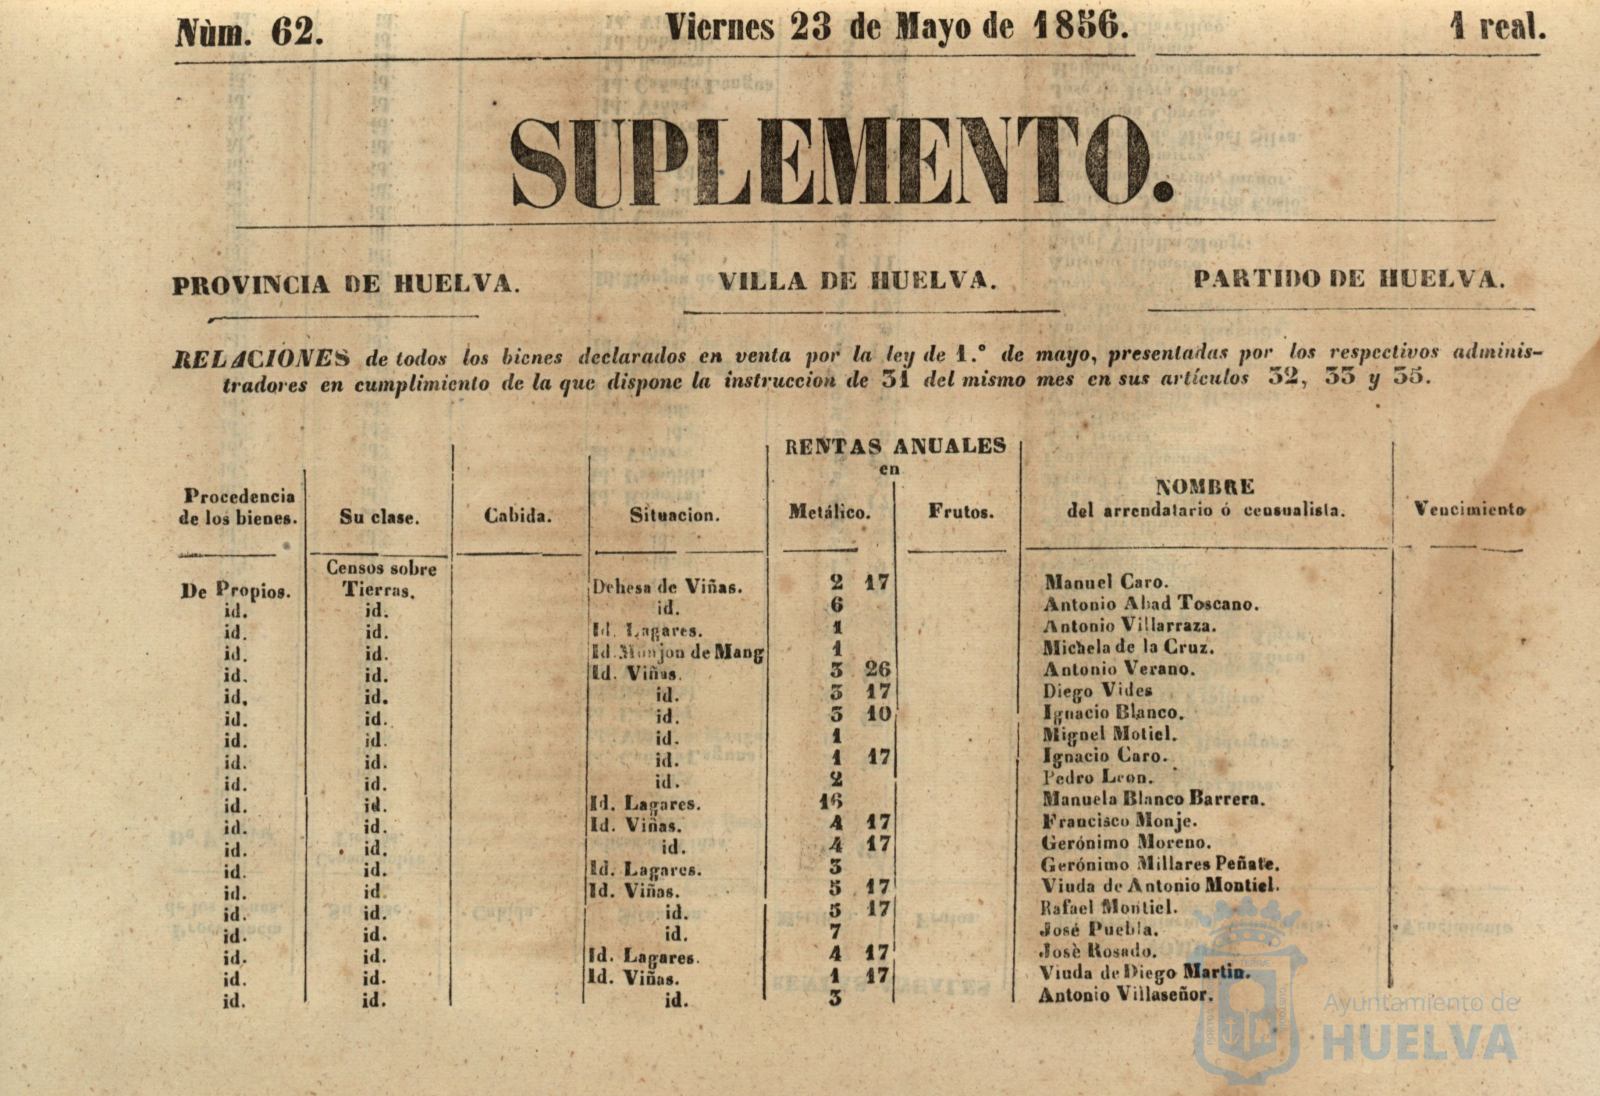 Nùm. 62. Viernes 23 de Mayo de 1856. 1 real.
SUPLEMENTO.
PROVINCIA DE HUELVA. VILLA DE HUELVA. PARTIDO DE HUELVA.
RELACIONES de todos los bienes declarados en venta por la ley de 1.º de mayo, presentadas por los respectivos adminis-
tradores en cumplimiento de la que dispone la instruccion de 31 del mismo mes en sus artículos 32, 33 y 35.
RENTAS ANUALES
en
Procedencia de los bienes. Su clase. Cabida. Situacion. Metálico. Frutos. NOMBRE del arrendatario ó censualista. Vencimiento
Censos sobre
De Propios. Tierras. Dehesa de Viñas. 2 17 Manuel Caro.
id. id. id. 6 Antonio Abad Toscano.
id. id. Id. Lagares. 1 Antonio Villarraza.
id. id. Id. Monjon de Mang 1 Michela de la Cruz.
id. id. Id. Viñas. 3 26 Antonio Verano.
id. id. id. 3 17 Diego Vides
id. id. id. 3 10 Ignacio Blanco.
id. id. id. 1 Mignel Motiel.
id. id. id. 1 17 Ignacio Caro.
id. id. id. 2 Pedro Leon.
id. id. Id. Lagares. 16 Manuela Blanco Barrera.
id. id. Id. Viñas. 4 17 Francisco Monje.
id. id. id. 4 17 Gerónimo Moreno.
id. id. Id. Lagares. 3 Gerónimo Millares Peñate.
id. id. Id. Viñas. 5 17 Viuda de Antonio Montiel.
id. id. id. 5 17 Rafael Montiel.
id. id. id. 7 José Puebla.
id. id. Id. Lagares. 4 17 Josè Rosado.
id. id. Id. Viñas. 1 17 Viuda de Diego Martin.
id. id. id. 3 Antonio Villaseñor.
Ayuntamiento de
HUELVA